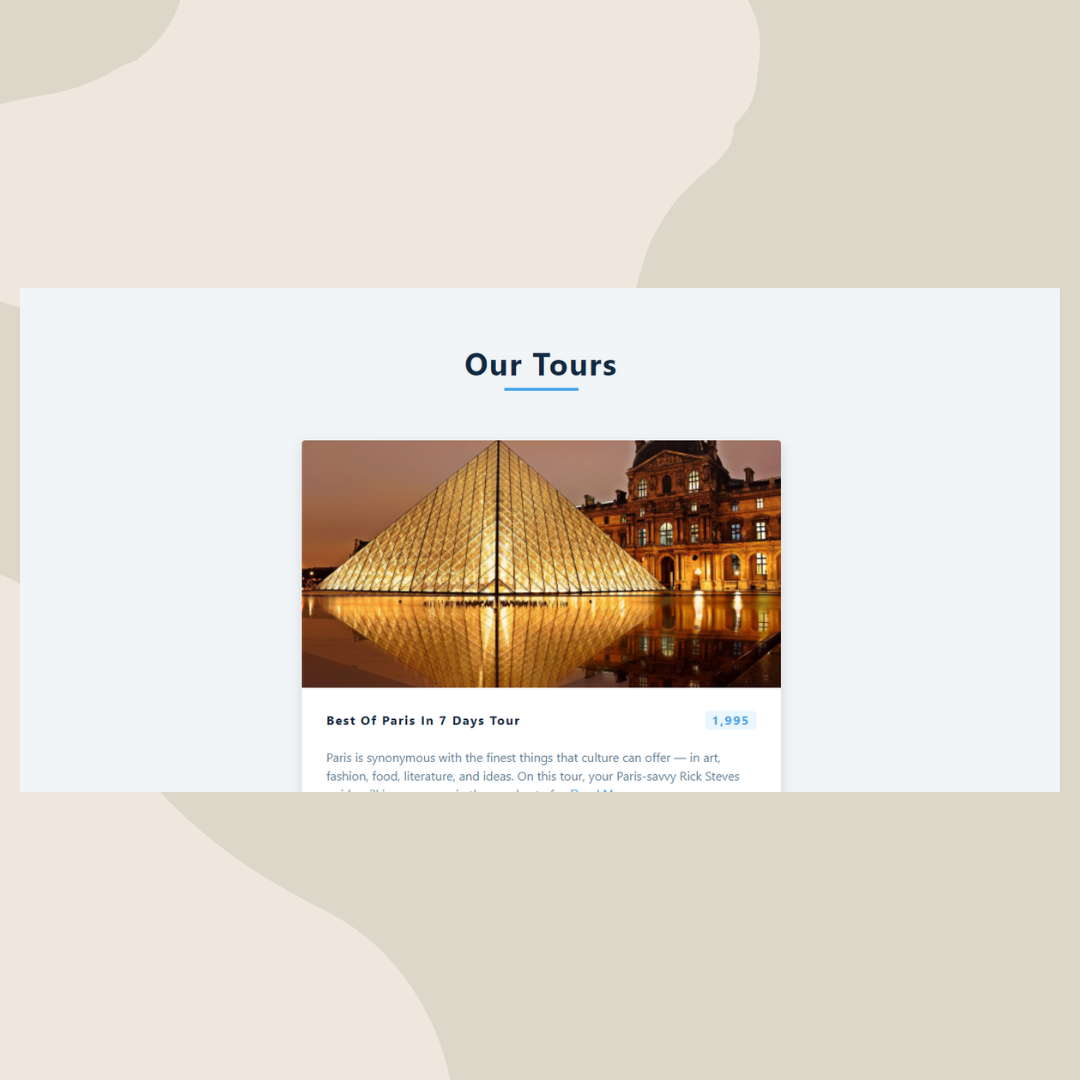 Our Tours
Best Of Paris In 7 Days Tour
1,995
Paris is synonymous with the finest things that culture can offer — in art,
fashion, food, literature, and ideas. On this tour, your Paris-savvy Rick Steves